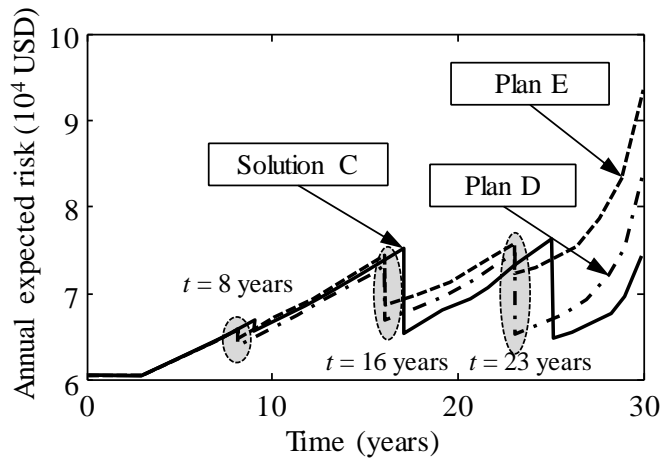 10
9
8
7
6
Annual expected risk (10⁴ USD)
Plan E
Solution C
Plan D
t = 8 years
t = 16 years
t = 23 years
0
10
20
30
Time (years)